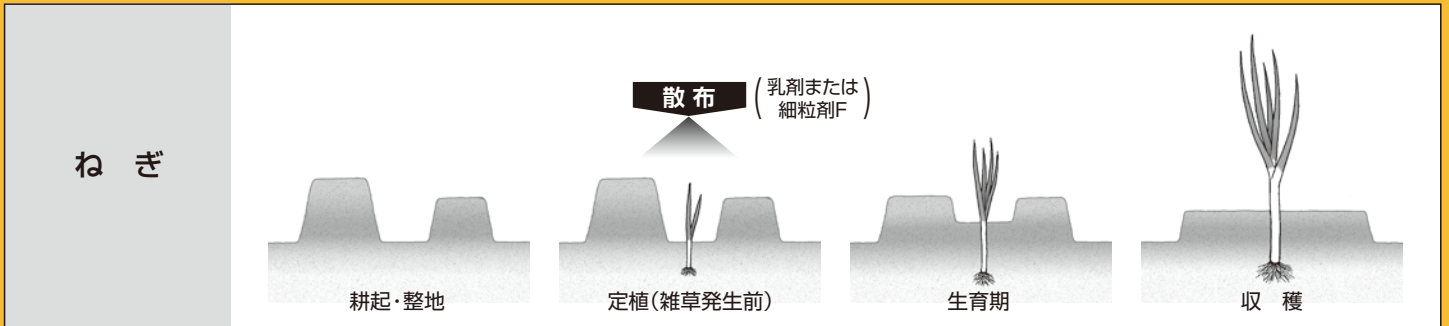 ね ぎ
散 布
(乳剤または
細粒剤F)
耕起・整地
定植(雑草発生前)
生育期
収 穫